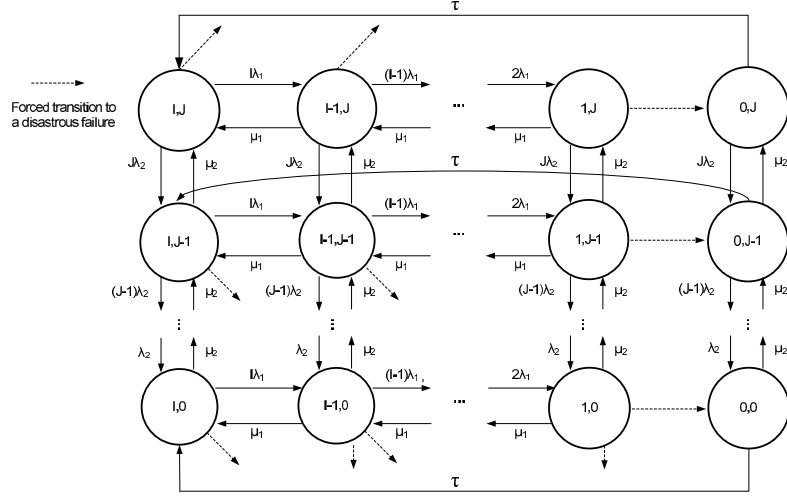 τ
Iλ1
(I-1)λ1
2λ1
Forced transition to
a disastrous failure
I,J
I-1,J
...
1,J
0,J
μ1
μ1
μ1
Jλ2
μ2
Jλ2
μ2
Jλ2
μ2
Jλ2
μ2
τ
Iλ1
(I-1)λ1
2λ1
I,J-1
I-1,J-1
...
1,J-1
0,J-1
μ1
μ1
μ1
(J-1)λ2
μ2
(J-1)λ2
μ2
(J-1)λ2
μ2
(J-1)λ2
μ2
...
...
...
...
λ2
μ2
λ2
μ2
λ2
μ2
λ2
μ2
Iλ1
(I-1)λ1
2λ1
I,0
I-1,0
...
1,0
0,0
μ1
μ1
μ1
τ